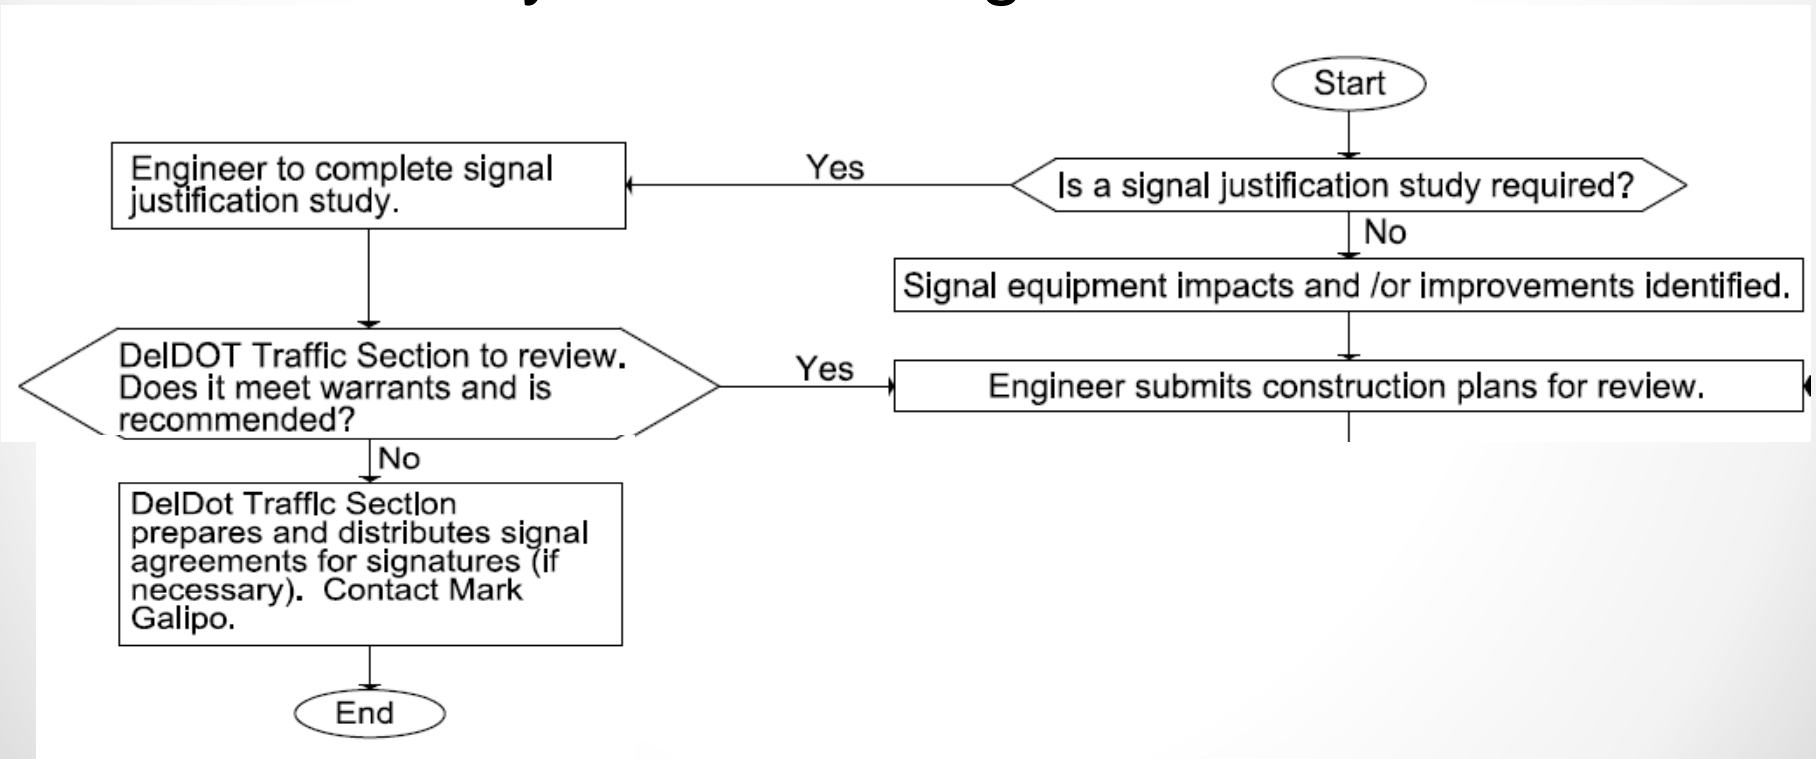 Start
Is a signal justification study required?
Yes
Engineer to complete signal
justification study.
No
Signal equipment impacts and /or improvements identified.
DelDOT Traffic Section to review.
Does it meet warrants and is
recommended?
Yes
Engineer submits construction plans for review.
No
DelDot Traffic Section
prepares and distributes signal
agreements for signatures (if
necessary).  Contact Mark
Galipo.
End